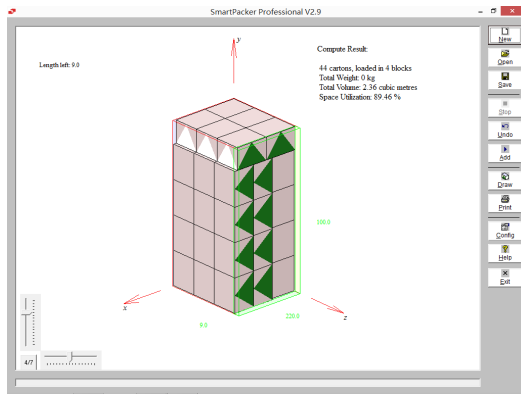 SmartPacker Professional V2.9
Length left: 9.0
Compute Result:
44 cartons, loaded in 4 blocks
Total Weight: 0 kg
Total Volume: 2.36 cubic metres
Space Utilization: 89.46 %
y
x
z
100.0
220.0
4/7
New
Open
Save
Stop
Undo
Add
Draw
Print
Config
Help
Exit